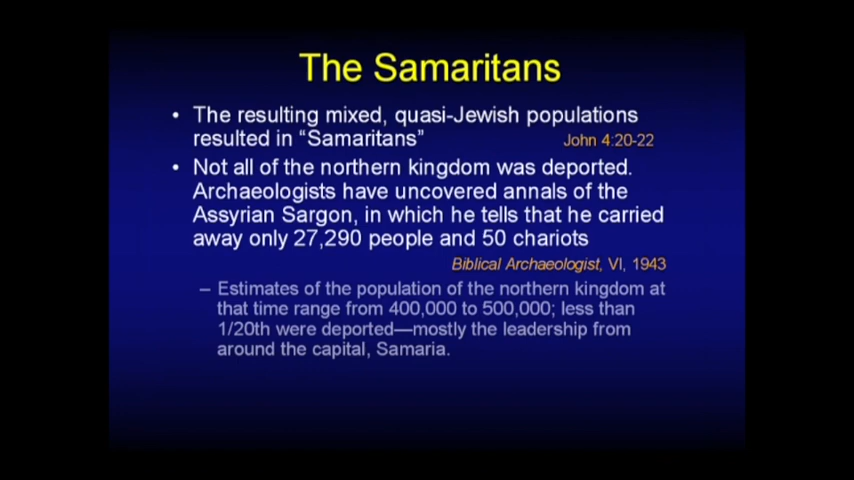 The Samaritans
• The resulting mixed, quasi-Jewish populations
resulted in “Samaritans” John 4:20-22
• Not all of the northern kingdom was deported.
Archaeologists have uncovered annals of the
Assyrian Sargon, in which he tells that he carried
away only 27,290 people and 50 chariots
Biblical Archaeologist, VI, 1943
– Estimates of the population of the northern kingdom at
that time range from 400,000 to 500,000; less than
1/20th were deported—mostly the leadership from
around the capital, Samaria.